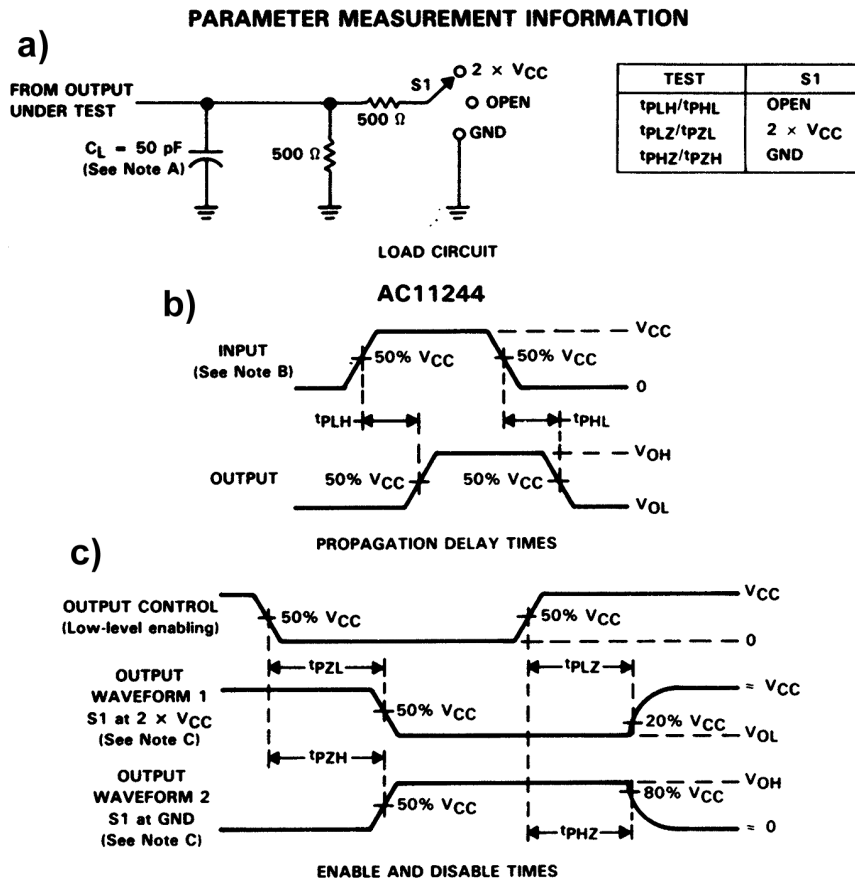 PARAMETER MEASUREMENT INFORMATION
a)
FROM OUTPUT
UNDER TEST
CL = 50 pF
(See Note A)
500 Ω
500 Ω
S1
2 × VCC
OPEN
GND
LOAD CIRCUIT
TEST S1
tPLH/tPHL OPEN
tPLZ/tPZL 2 × VCC
tPHZ/tPZH GND
b)
AC11244
INPUT
(See Note B)
50% VCC
50% VCC
VCC
0
tPLH
tPHL
OUTPUT
50% VCC
50% VCC
VOH
VOL
PROPAGATION DELAY TIMES
c)
OUTPUT CONTROL
(Low-level enabling)
50% VCC
50% VCC
VCC
0
tPZL
tPLZ
OUTPUT
WAVEFORM 1
S1 at 2 × VCC
(See Note C)
50% VCC
≈ VCC
20% VCC
VOL
tPZH
OUTPUT
WAVEFORM 2
S1 at GND
(See Note C)
50% VCC
VOH
80% VCC
≈ 0
tPHZ
ENABLE AND DISABLE TIMES